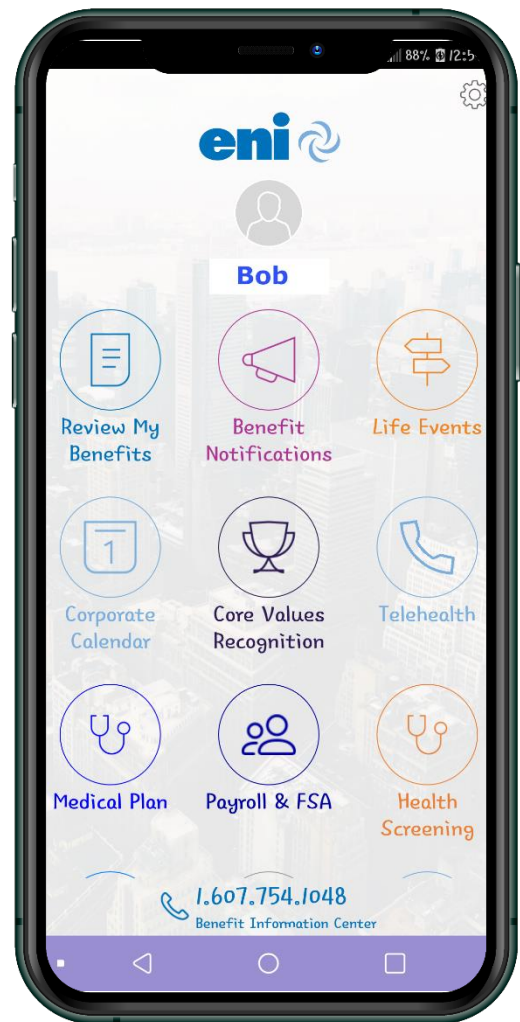 88% 12:5
eni
Bob
Review My
Benefits
Benefit
Notifications
Life Events
1
Corporate
Calendar
Core Values
Recognition
Telehealth
Medical Plan
Payroll & FSA
Health
Screening
1.607.754.1048
Benefit Information Center